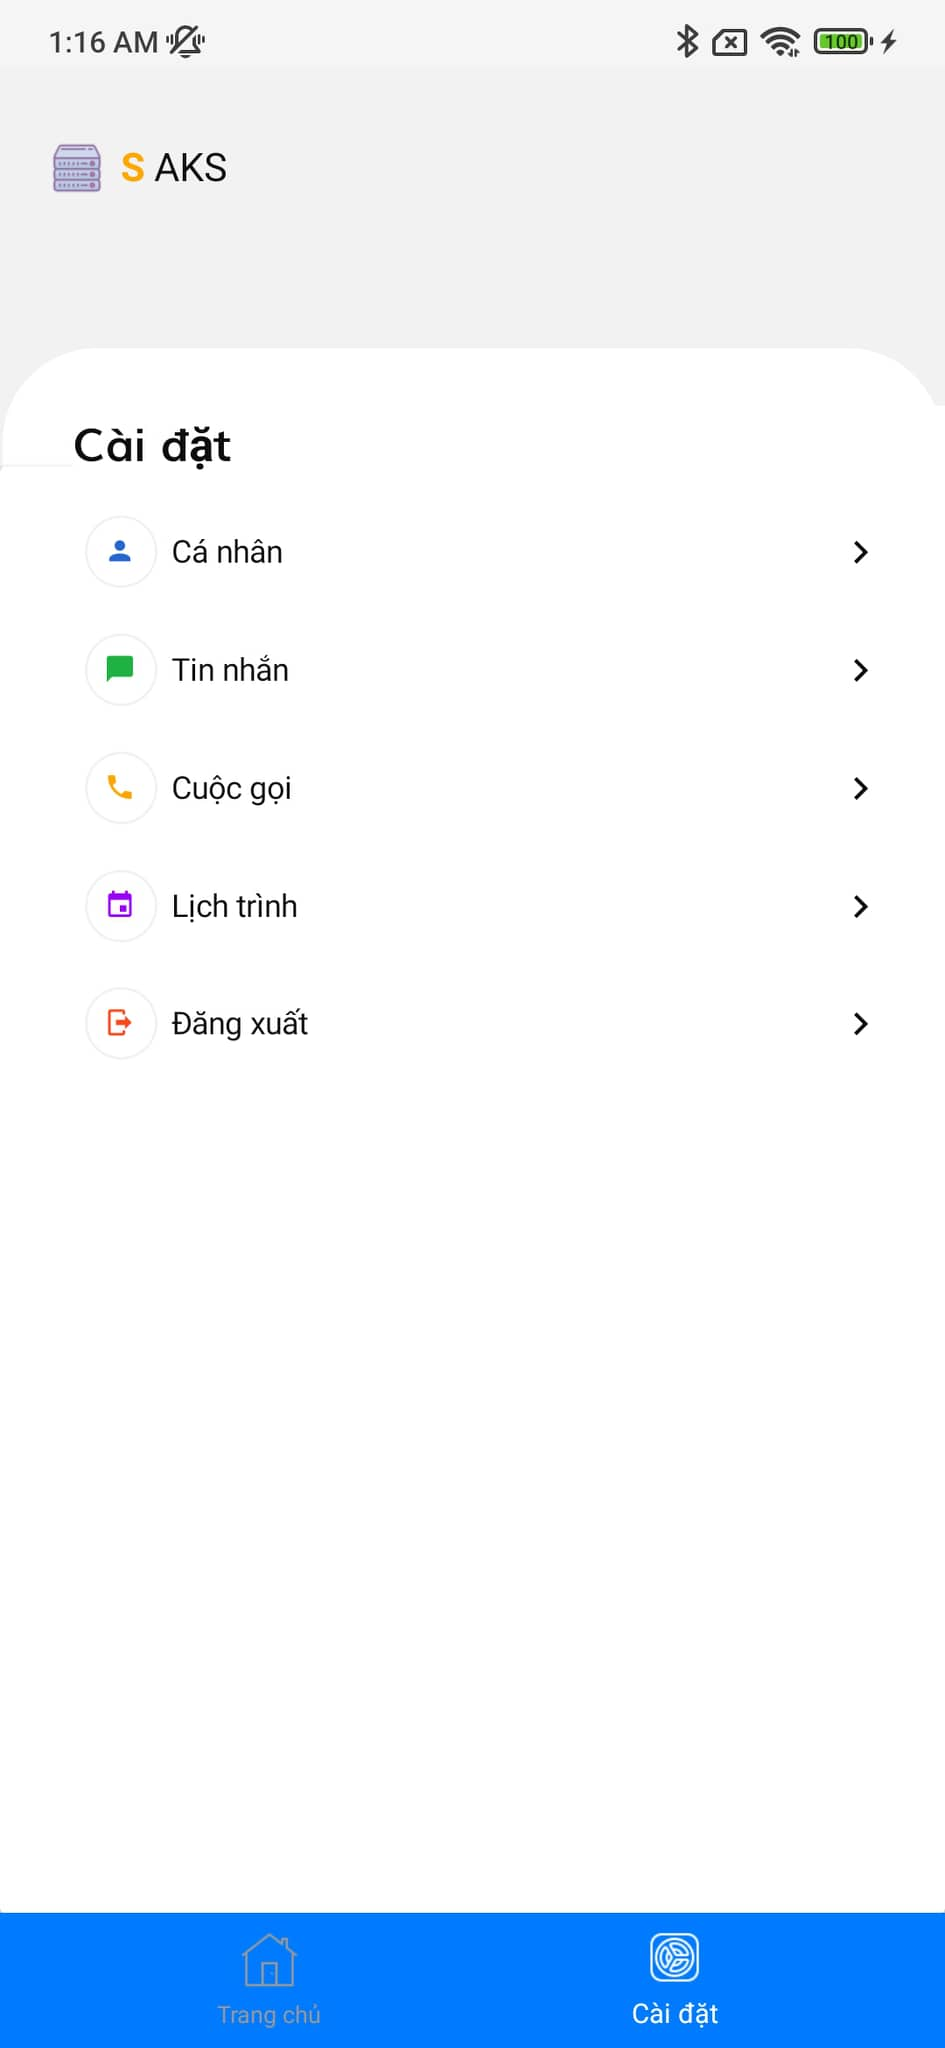 1:16 AM
100
S AKS
Cài đặt
Cá nhân
Tin nhắn
Cuộc gọi
Lịch trình
Đăng xuất
Trang chủ
Cài đặt